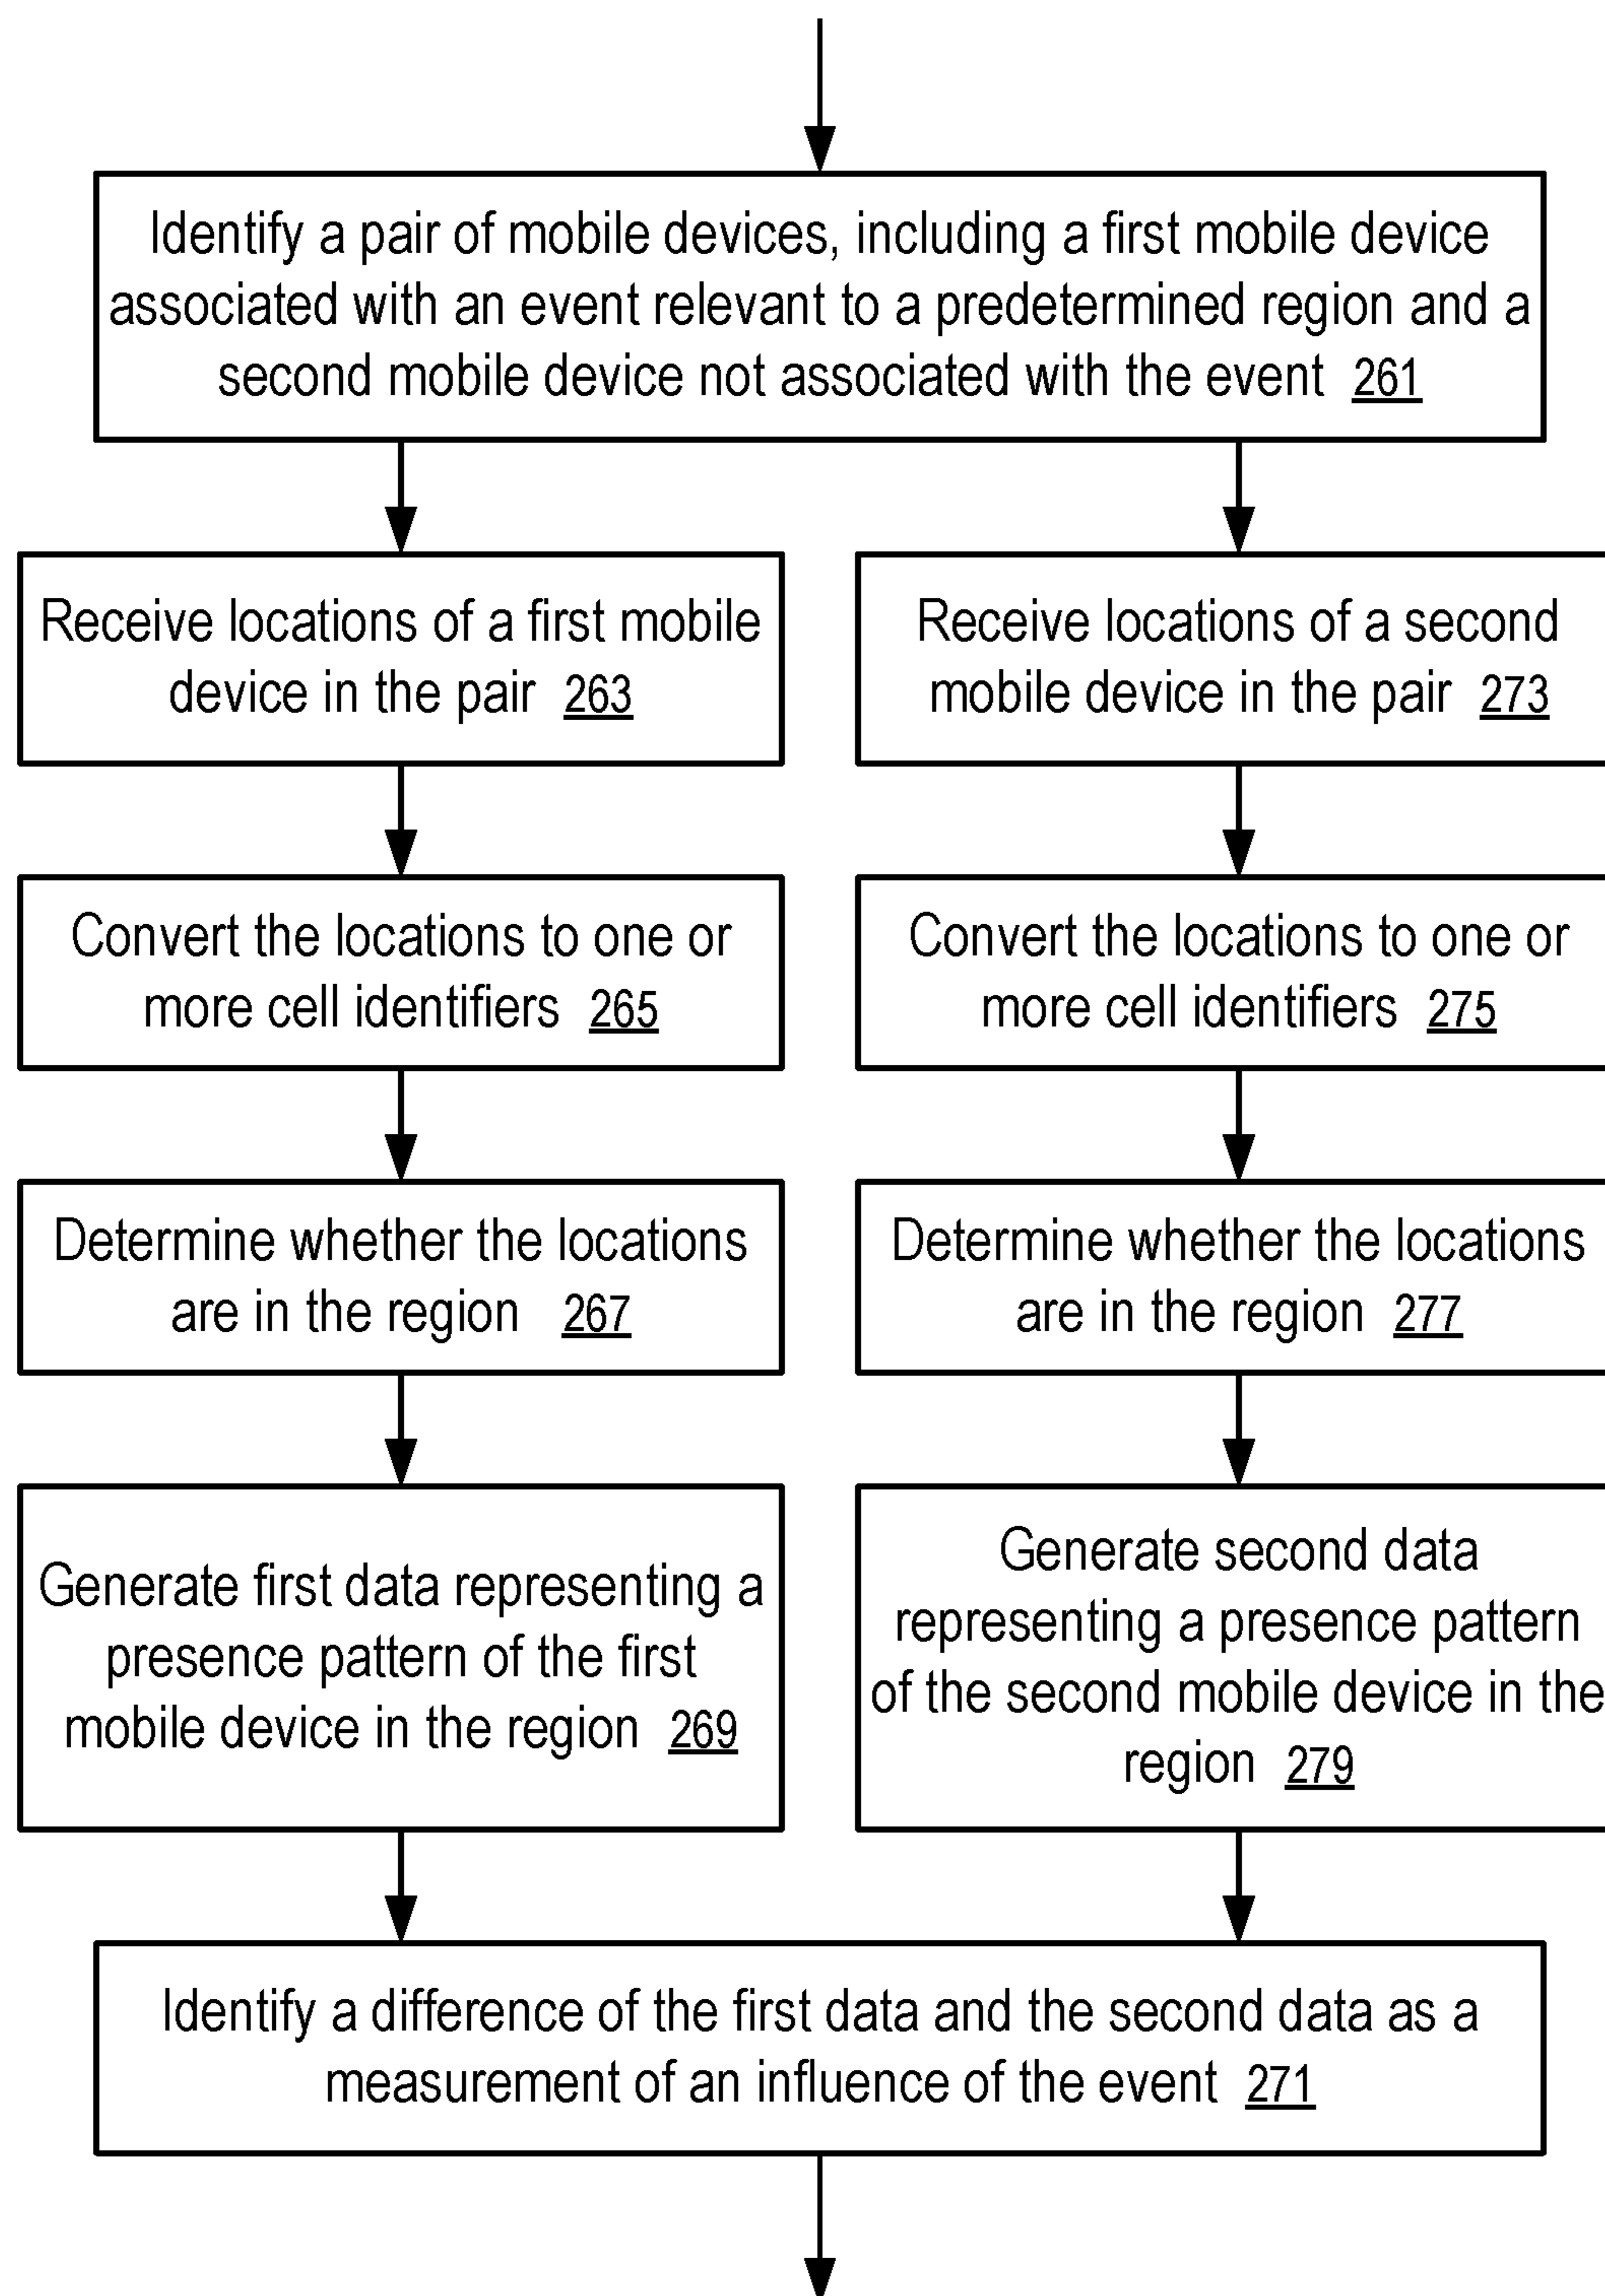 Identify a pair of mobile devices, including a first mobile device
associated with an event relevant to a predetermined region and a
second mobile device not associated with the event 261
Receive locations of a first mobile
device in the pair 263
Convert the locations to one or
more cell identifiers 265
Determine whether the locations
are in the region 267
Generate first data representing a
presence pattern of the first
mobile device in the region 269
Receive locations of a second
mobile device in the pair 273
Convert the locations to one or
more cell identifiers 275
Determine whether the locations
are in the region 277
Generate second data
representing a presence pattern
of the second mobile device in the
region 279
Identify a difference of the first data and the second data as a
measurement of an influence of the event 271